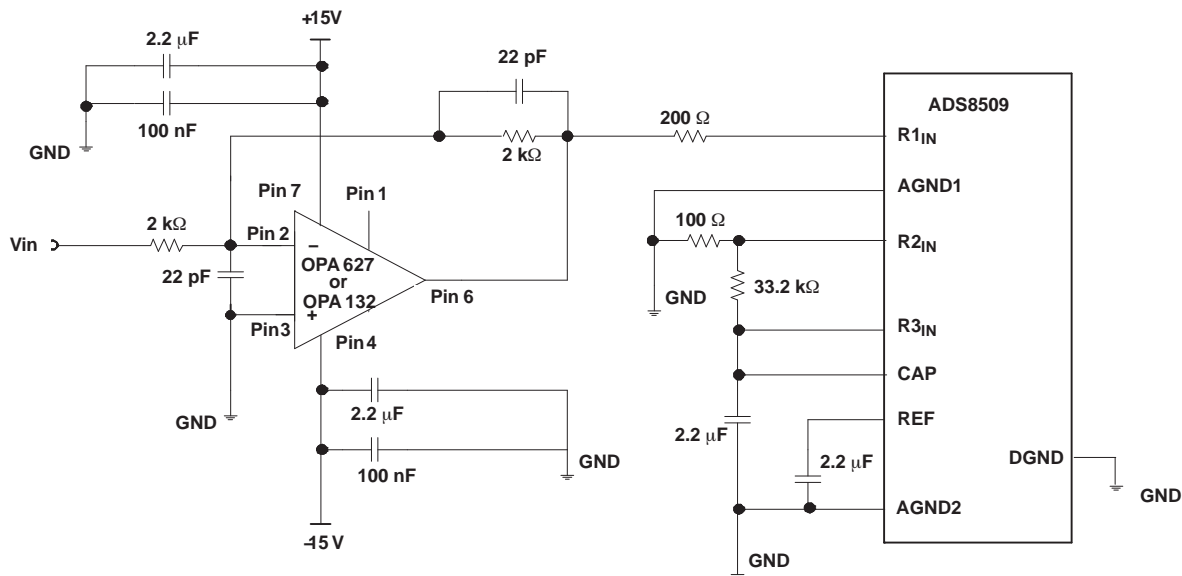 +15V
2.2 μF
22 pF
ADS8509
100 nF
200 Ω
R1IN
GND
2 kΩ
AGND1
Pin 7
Pin 1
100 Ω
2 kΩ
Vin
Pin 2
–
R2IN
OPA 627
22 pF
or
GND
33.2 kΩ
OPA 132
Pin 6
+
Pin3
R3IN
Pin4
CAP
GND
2.2 μF
REF
2.2 μF
2.2 μF
100 nF
GND
DGND
GND
AGND2
–15 V
GND